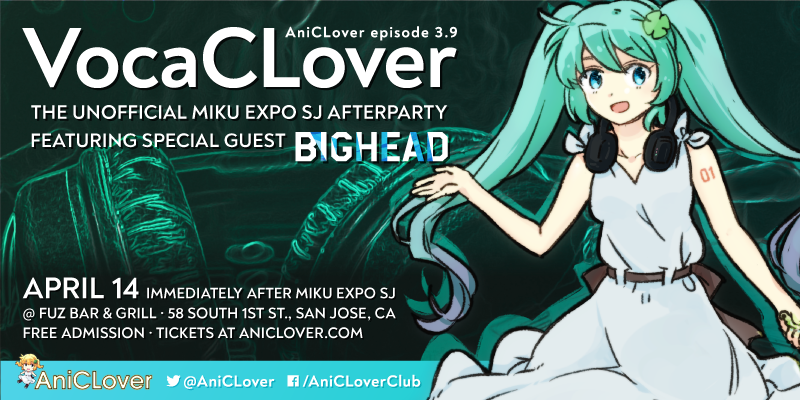 AniCLover episode 3.9
VocaCLover
THE UNOFFICIAL MIKU EXPO SJ AFTERPARTY
FEATURING SPECIAL GUEST BIGHEAD
01
APRIL 14 IMMEDIATELY AFTER MIKU EXPO SJ
@ FUZ BAR & GRILL · 58 SOUTH 1ST ST., SAN JOSE, CA
FREE ADMISSION · TICKETS AT ANICLOVER.COM
AniCLover @AniCLover /AniCLoverClub